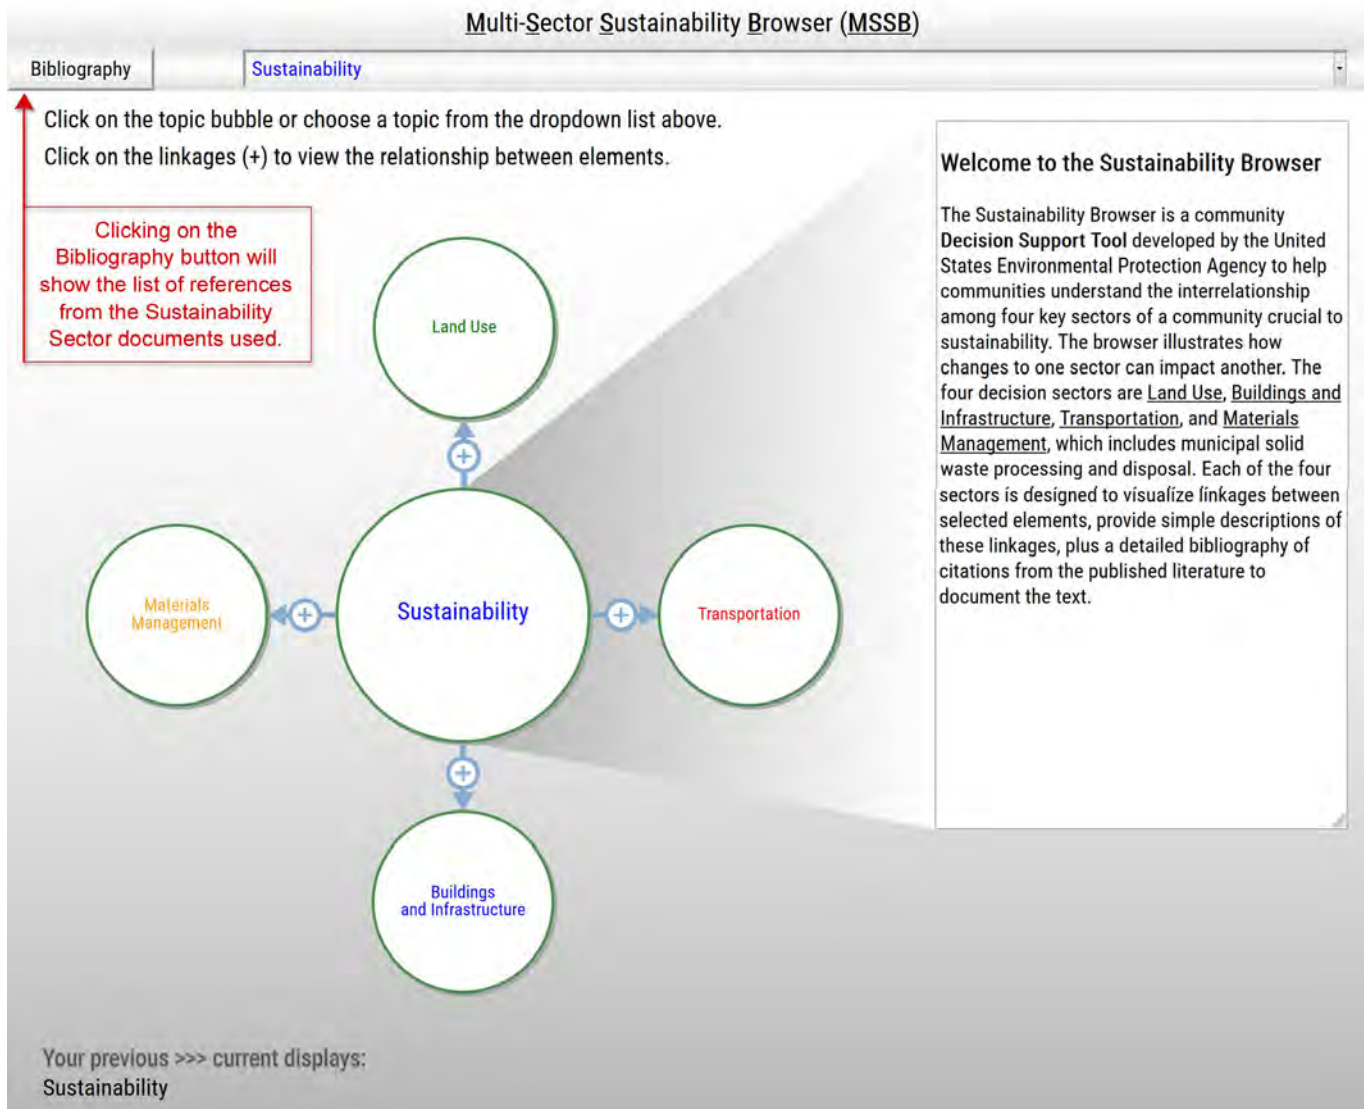 Multi-Sector Sustainability Browser (MSSB)
Bibliography
Sustainability
Click on the topic bubble or choose a topic from the dropdown list above.
Click on the linkages (+) to view the relationship between elements.
Clicking on the
Bibliography button will
show the list of references
from the Sustainability
Sector documents used.
Land Use
Materials
Management
Sustainability
Transportation
Buildings
and Infrastructure
Welcome to the Sustainability Browser
The Sustainability Browser is a community
Decision Support Tool developed by the United
States Environmental Protection Agency to help
communities understand the interrelationship
among four key sectors of a community crucial to
sustainability. The browser illustrates how
changes to one sector can impact another. The
four decision sectors are Land Use, Buildings and
Infrastructure, Transportation, and Materials
Management, which includes municipal solid
waste processing and disposal. Each of the four
sectors is designed to visualize linkages between
selected elements, provide simple descriptions of
these linkages, plus a detailed bibliography of
citations from the published literature to
document the text.
Your previous >>> current displays:
Sustainability